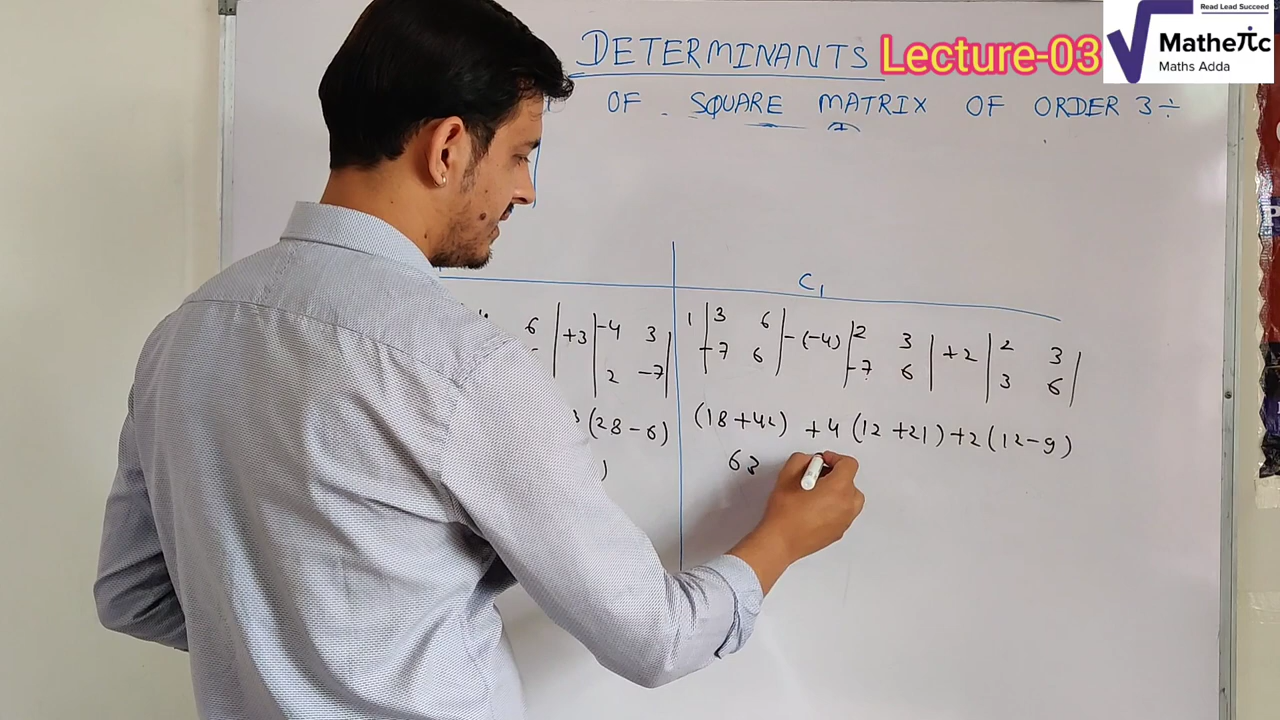 Read Lead Succeed
Matheπc
Maths Adda
DETERMINANTS Lecture-03
OF SQUARE MATRIX OF ORDER 3 ÷
C₁
6 | +3 | -4 3 |
2 -7 |
(28-6)
)
1 | 3 6 | -(-4) | 2 3 | +2 | 2 3 |
-7 6 | -7 6 | 3 6 |
(18+42) +4 (12+21) +2 (12-9)
63